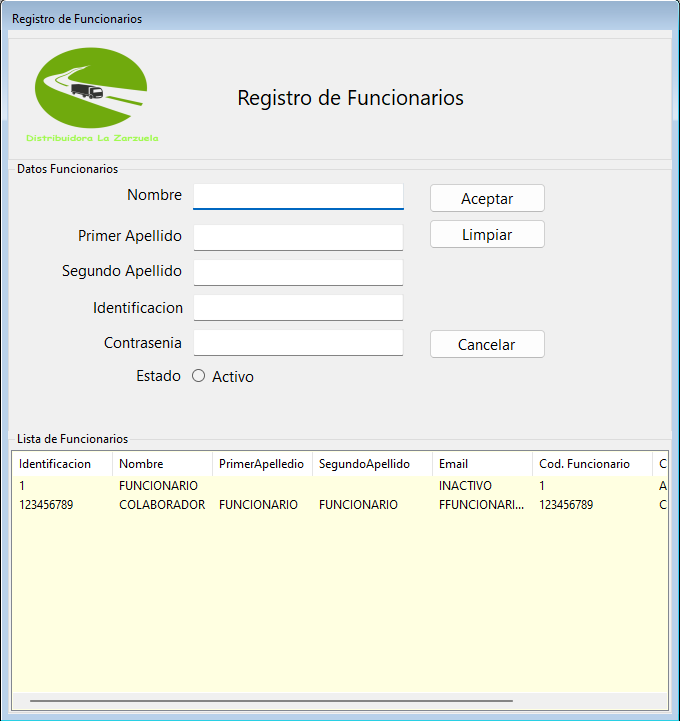 Registro de Funcionarios
Distribuidora La Zarzuela
Registro de Funcionarios
Datos Funcionarios
Nombre Aceptar
Primer Apellido Limpiar
Segundo Apellido
Identificacion
Contrasenia Cancelar
Estado Activo
Lista de Funcionarios
Identificacion Nombre PrimerApelledio SegundoApellido Email Cod. Funcionario C
1 FUNCIONARIO INACTIVO 1 A
123456789 COLABORADOR FUNCIONARIO FUNCIONARIO FFUNCIONARI... 123456789 C